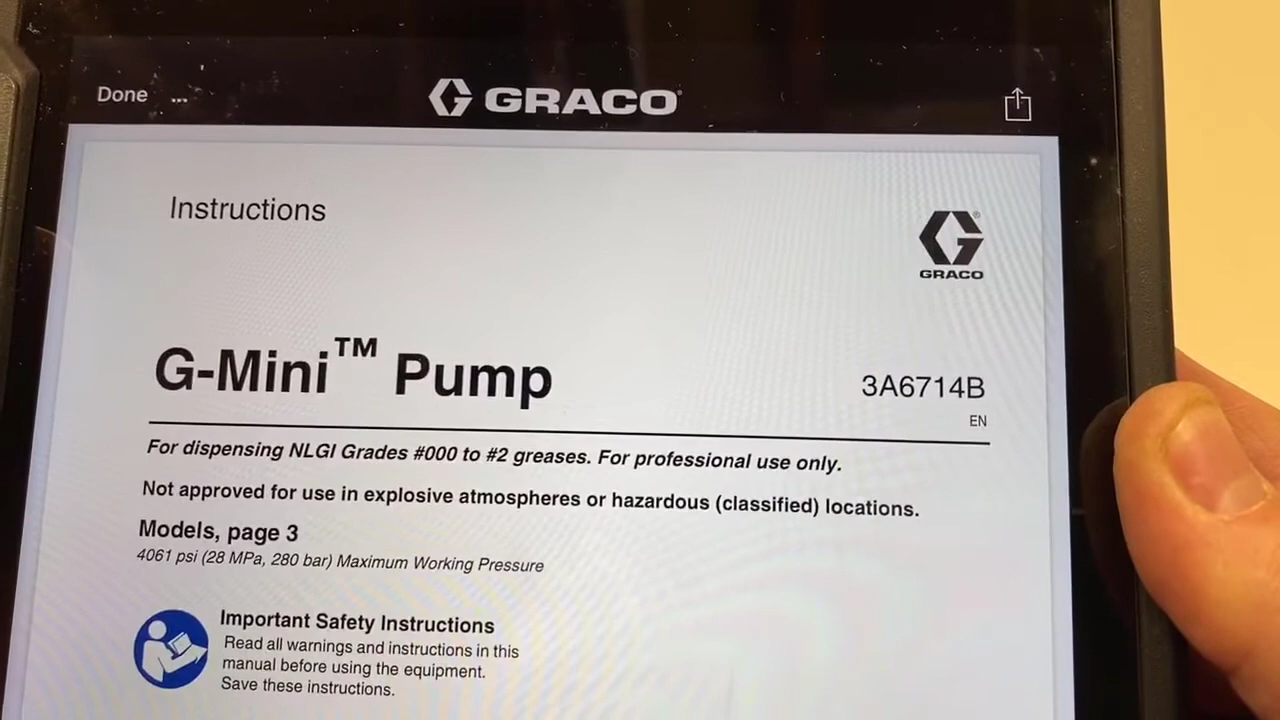 Done ...
GRACO
Instructions
GRACO
G-Mini™ Pump
3A6714B
EN
For dispensing NLGI Grades #000 to #2 greases. For professional use only.
Not approved for use in explosive atmospheres or hazardous (classified) locations.
Models, page 3
4061 psi (28 MPa, 280 bar) Maximum Working Pressure
Important Safety Instructions
Read all warnings and instructions in this
manual before using the equipment.
Save these instructions.